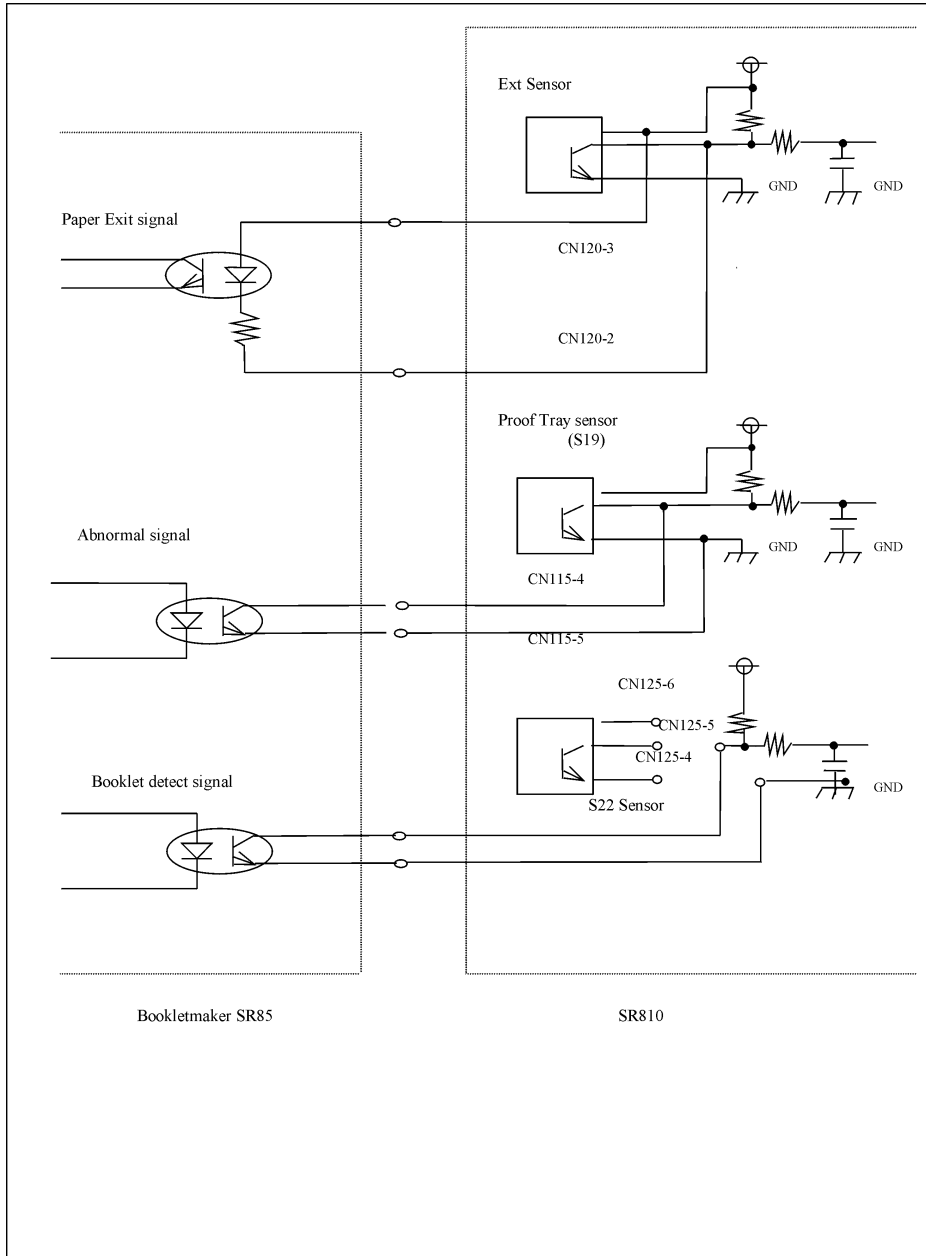 Ext Sensor
GND
GND
Paper Exit signal
CN120-3
CN120-2
Proof Tray sensor
(S19)
Abnormal signal
GND
GND
CN115-4
CN115-5
CN125-6
CN125-5
CN125-4
Booklet detect signal
GND
S22 Sensor
Bookletmaker SR85
SR810